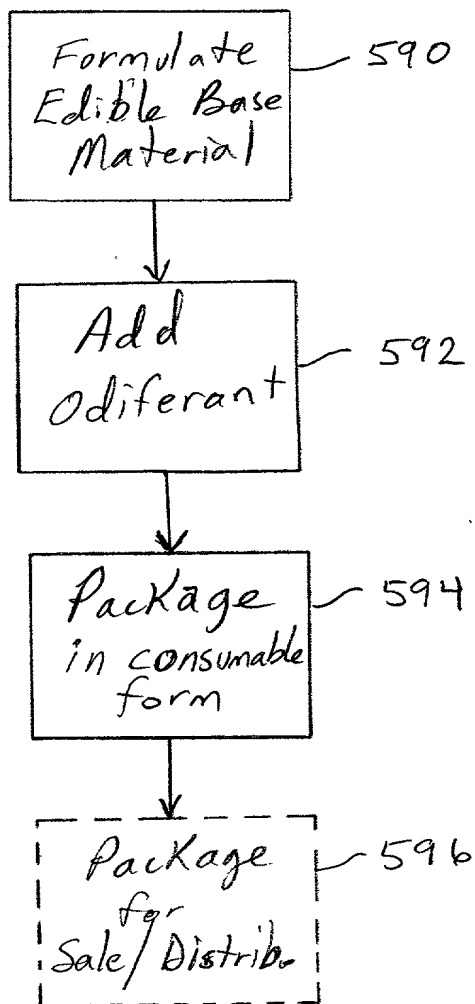 Formulate
Edible Base
Material
590
Add
Odiferant
592
Package
in consumable
form
594
Package
for
Sale/Distrib.
596